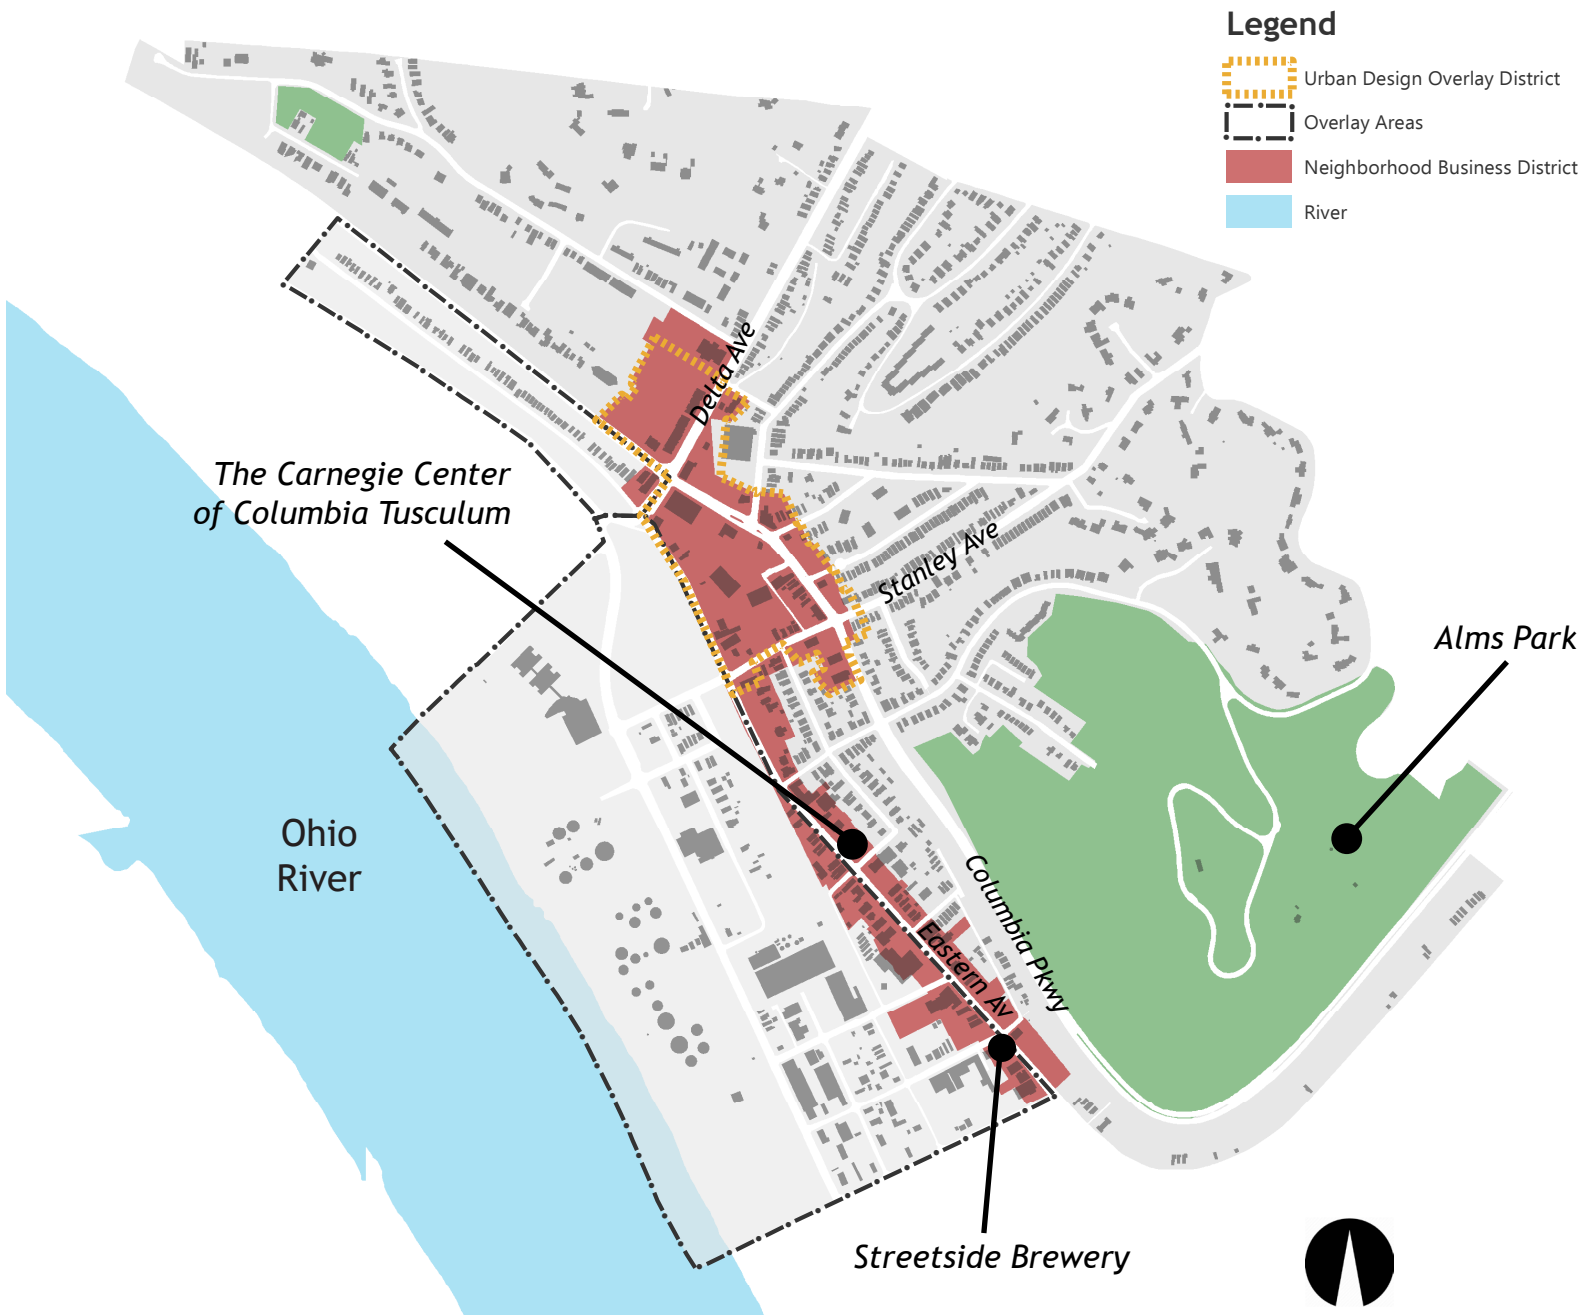 Legend
Urban Design Overlay District
Overlay Areas
Neighborhood Business District
River
Delta Ave
The Carnegie Center
of Columbia Tusculum
Stanley Ave
Alms Park
Ohio
River
Columbia Pkwy
Eastern Av
Streetside Brewery